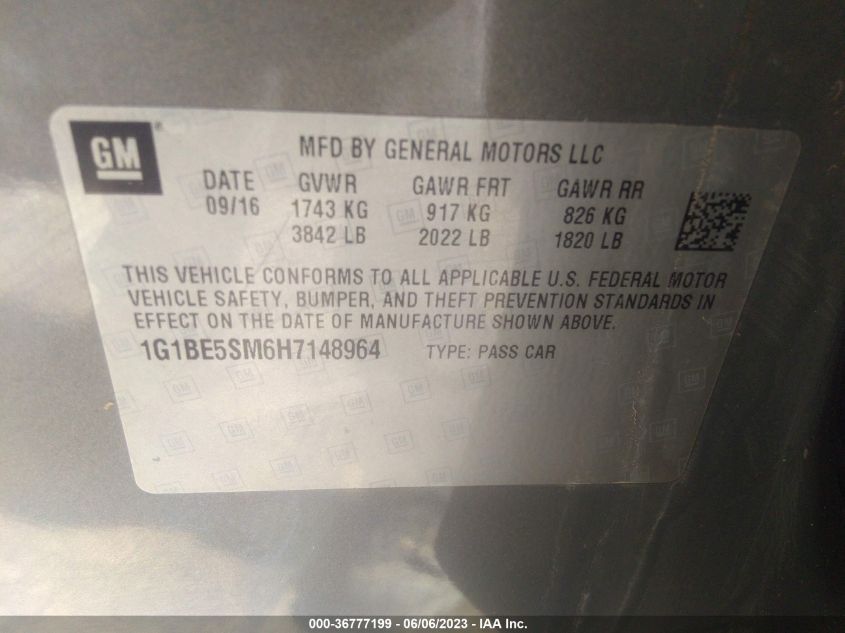 GM
MFD BY GENERAL MOTORS LLC
DATE GVWR GAWR FRT GAWR RR
09/16 1743 KG 917 KG 826 KG
3842 LB 2022 LB 1820 LB
THIS VEHICLE CONFORMS TO ALL APPLICABLE U.S. FEDERAL MOTOR
VEHICLE SAFETY, BUMPER, AND THEFT PREVENTION STANDARDS IN
EFFECT ON THE DATE OF MANUFACTURE SHOWN ABOVE.
1G1BE5SM6H7148964 TYPE: PASS CAR
000-36777199 - 06/06/2023 - IAA Inc.